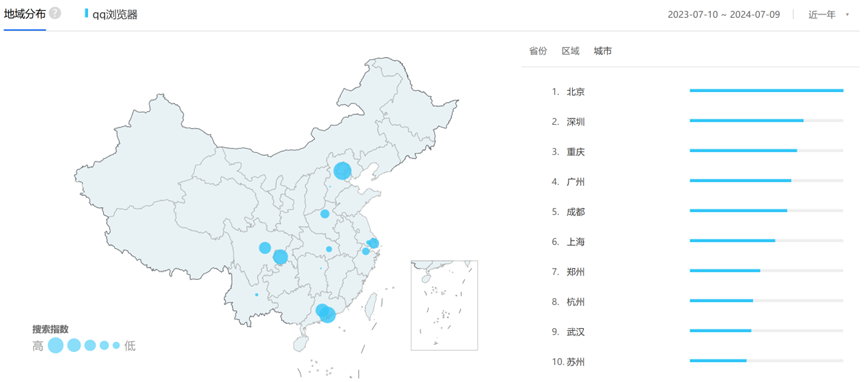 地域分布 ? qq浏览器 2023-07-10 ~ 2024-07-09 近一年
省份 区域 城市
1. 北京
2. 深圳
3. 重庆
4. 广州
5. 成都
6. 上海
7. 郑州
8. 杭州
9. 武汉
10. 苏州
搜索指数
高 低